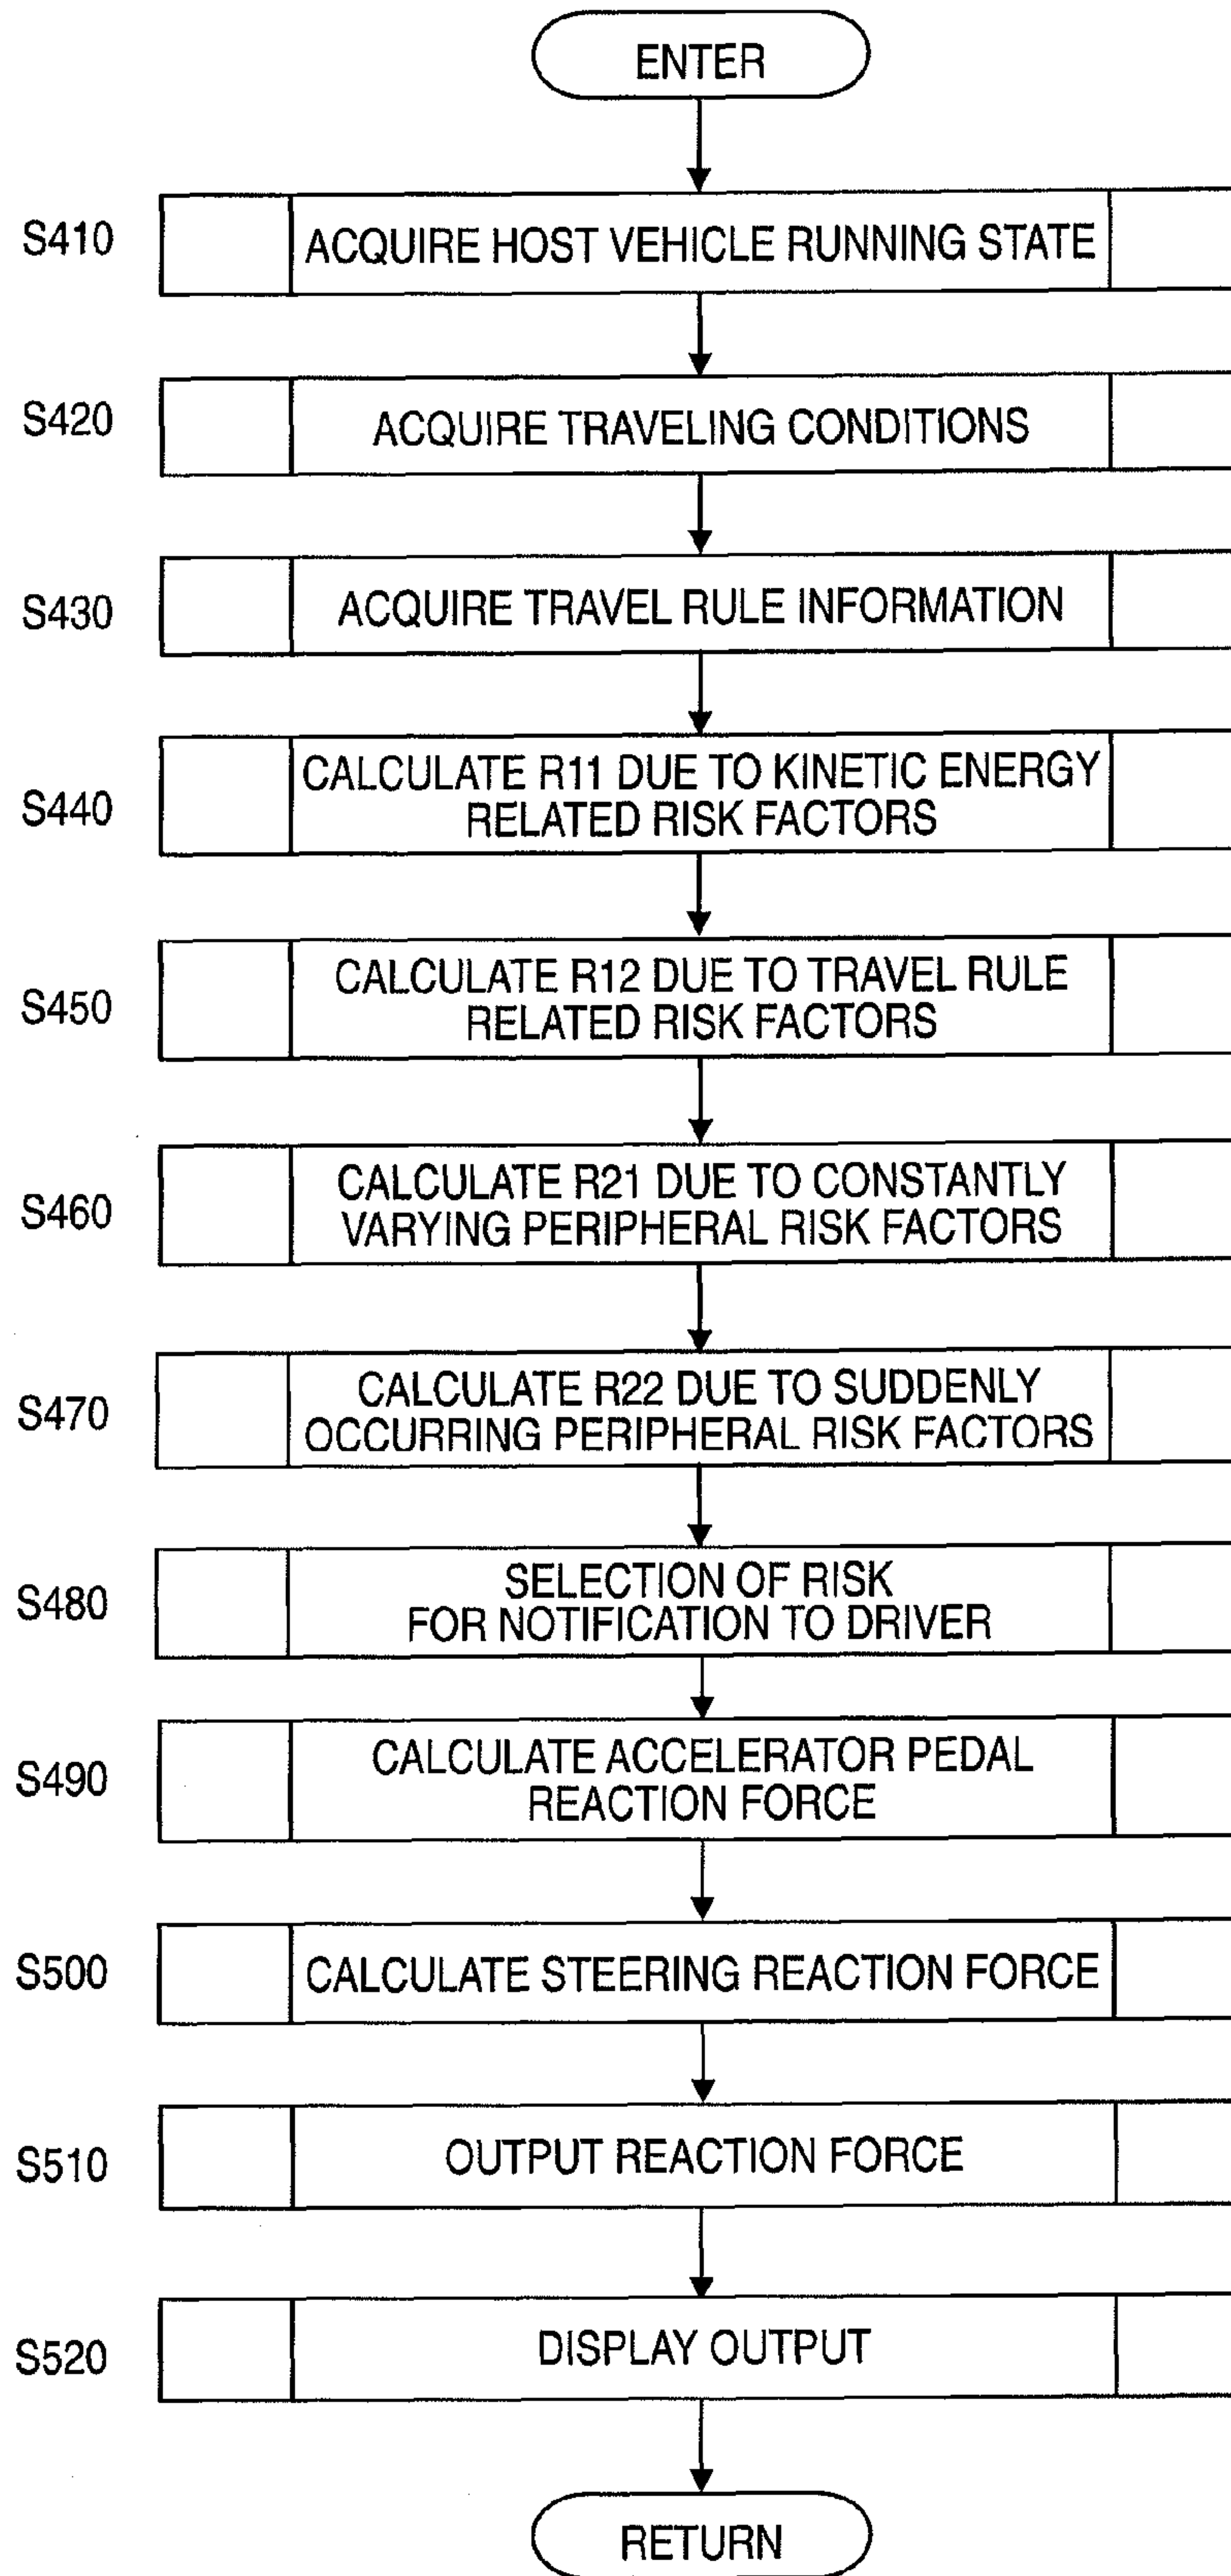 ENTER
S410
ACQUIRE HOST VEHICLE RUNNING STATE
S420
ACQUIRE TRAVELING CONDITIONS
S430
ACQUIRE TRAVEL RULE INFORMATION
S440
CALCULATE R11 DUE TO KINETIC ENERGY
RELATED RISK FACTORS
S450
CALCULATE R12 DUE TO TRAVEL RULE
RELATED RISK FACTORS
S460
CALCULATE R21 DUE TO CONSTANTLY
VARYING PERIPHERAL RISK FACTORS
S470
CALCULATE R22 DUE TO SUDDENLY
OCCURRING PERIPHERAL RISK FACTORS
S480
SELECTION OF RISK
FOR NOTIFICATION TO DRIVER
S490
CALCULATE ACCELERATOR PEDAL
REACTION FORCE
S500
CALCULATE STEERING REACTION FORCE
S510
OUTPUT REACTION FORCE
S520
DISPLAY OUTPUT
RETURN